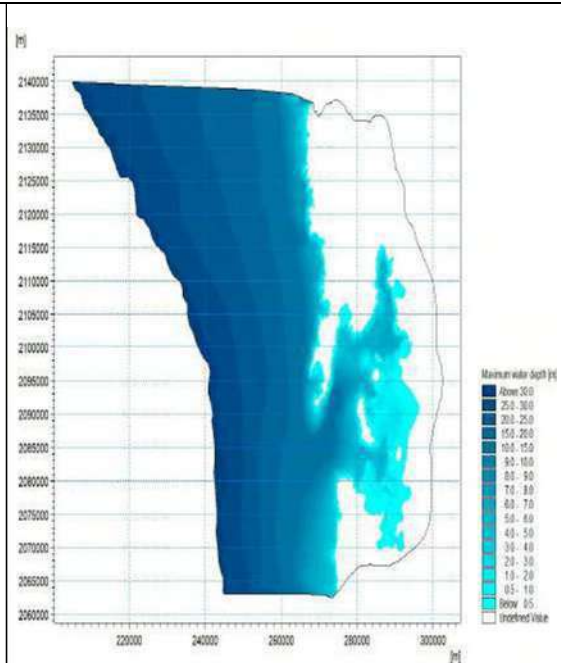 [m]
2140000
2135000
2130000
2125000
2120000
2115000
2110000
2105000
2100000
2095000
2090000
2085000
2080000
2075000
2070000
2065000
2060000
220000 240000 260000 280000 300000
[m]
Maximum water depth [m]
Above 30.0
25.0 - 30.0
20.0 - 25.0
15.0 - 20.0
10.0 - 15.0
9.0 - 10.0
8.0 - 9.0
7.0 - 8.0
6.0 - 7.0
5.0 - 6.0
4.0 - 5.0
3.0 - 4.0
2.0 - 3.0
1.0 - 2.0
0.5 - 1.0
Below 0.5
Undefined Value